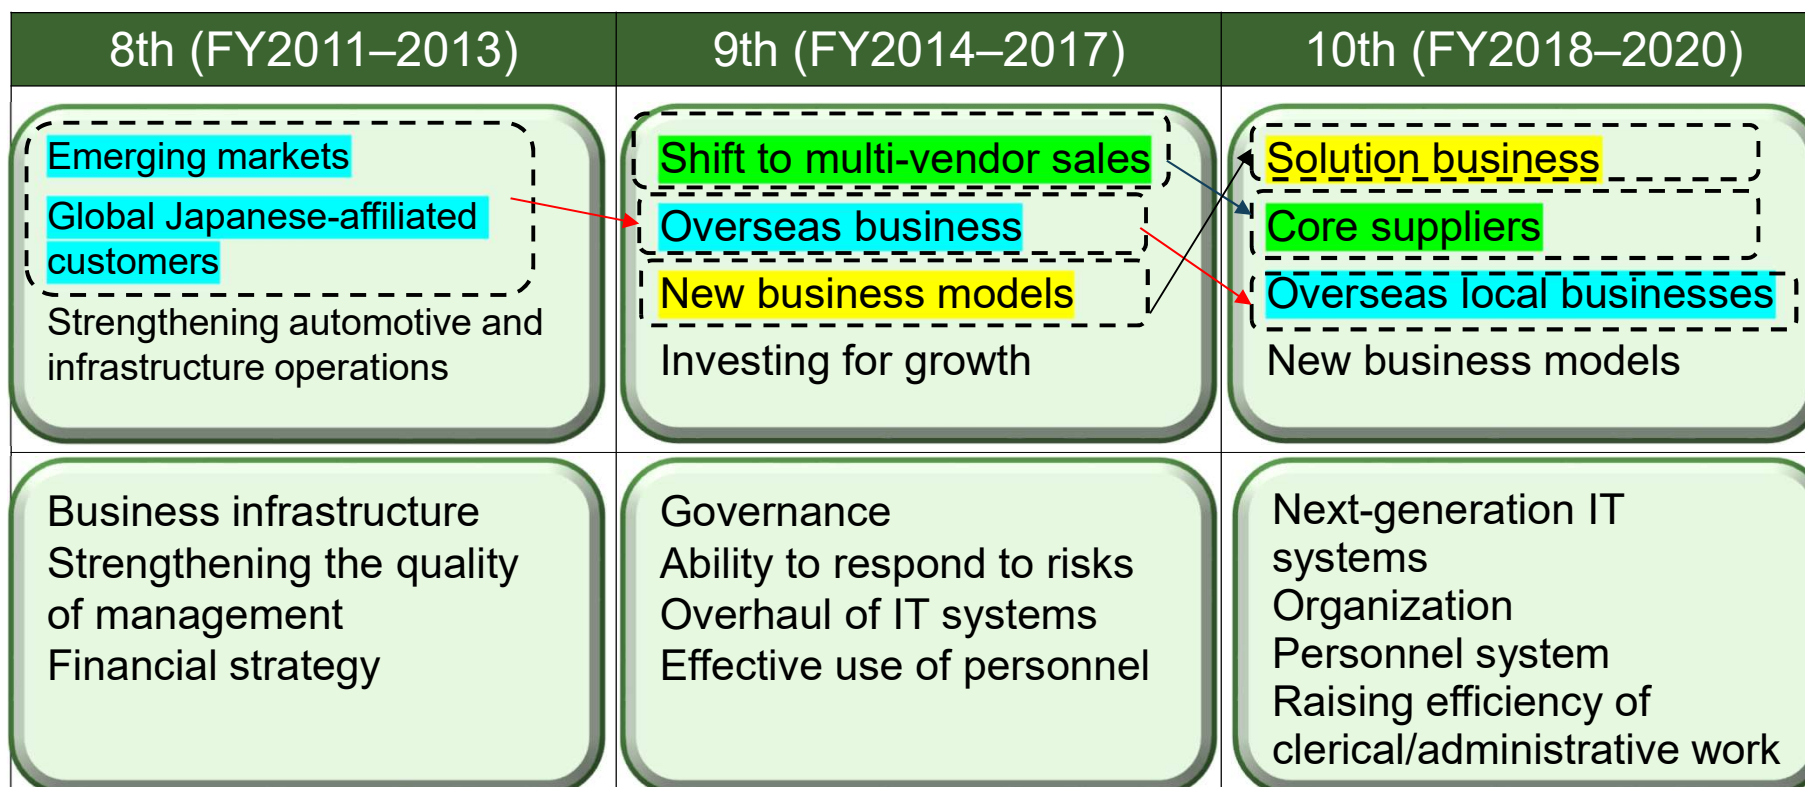 8th (FY2011–2013)
9th (FY2014–2017)
10th (FY2018–2020)
Emerging markets
Global Japanese-affiliated
customers
Strengthening automotive and
infrastructure operations
Shift to multi-vendor sales
Overseas business
New business models
Investing for growth
Solution business
Core suppliers
Overseas local businesses
New business models
Business infrastructure
Strengthening the quality
of management
Financial strategy
Governance
Ability to respond to risks
Overhaul of IT systems
Effective use of personnel
Next-generation IT
systems
Organization
Personnel system
Raising efficiency of
clerical/administrative work